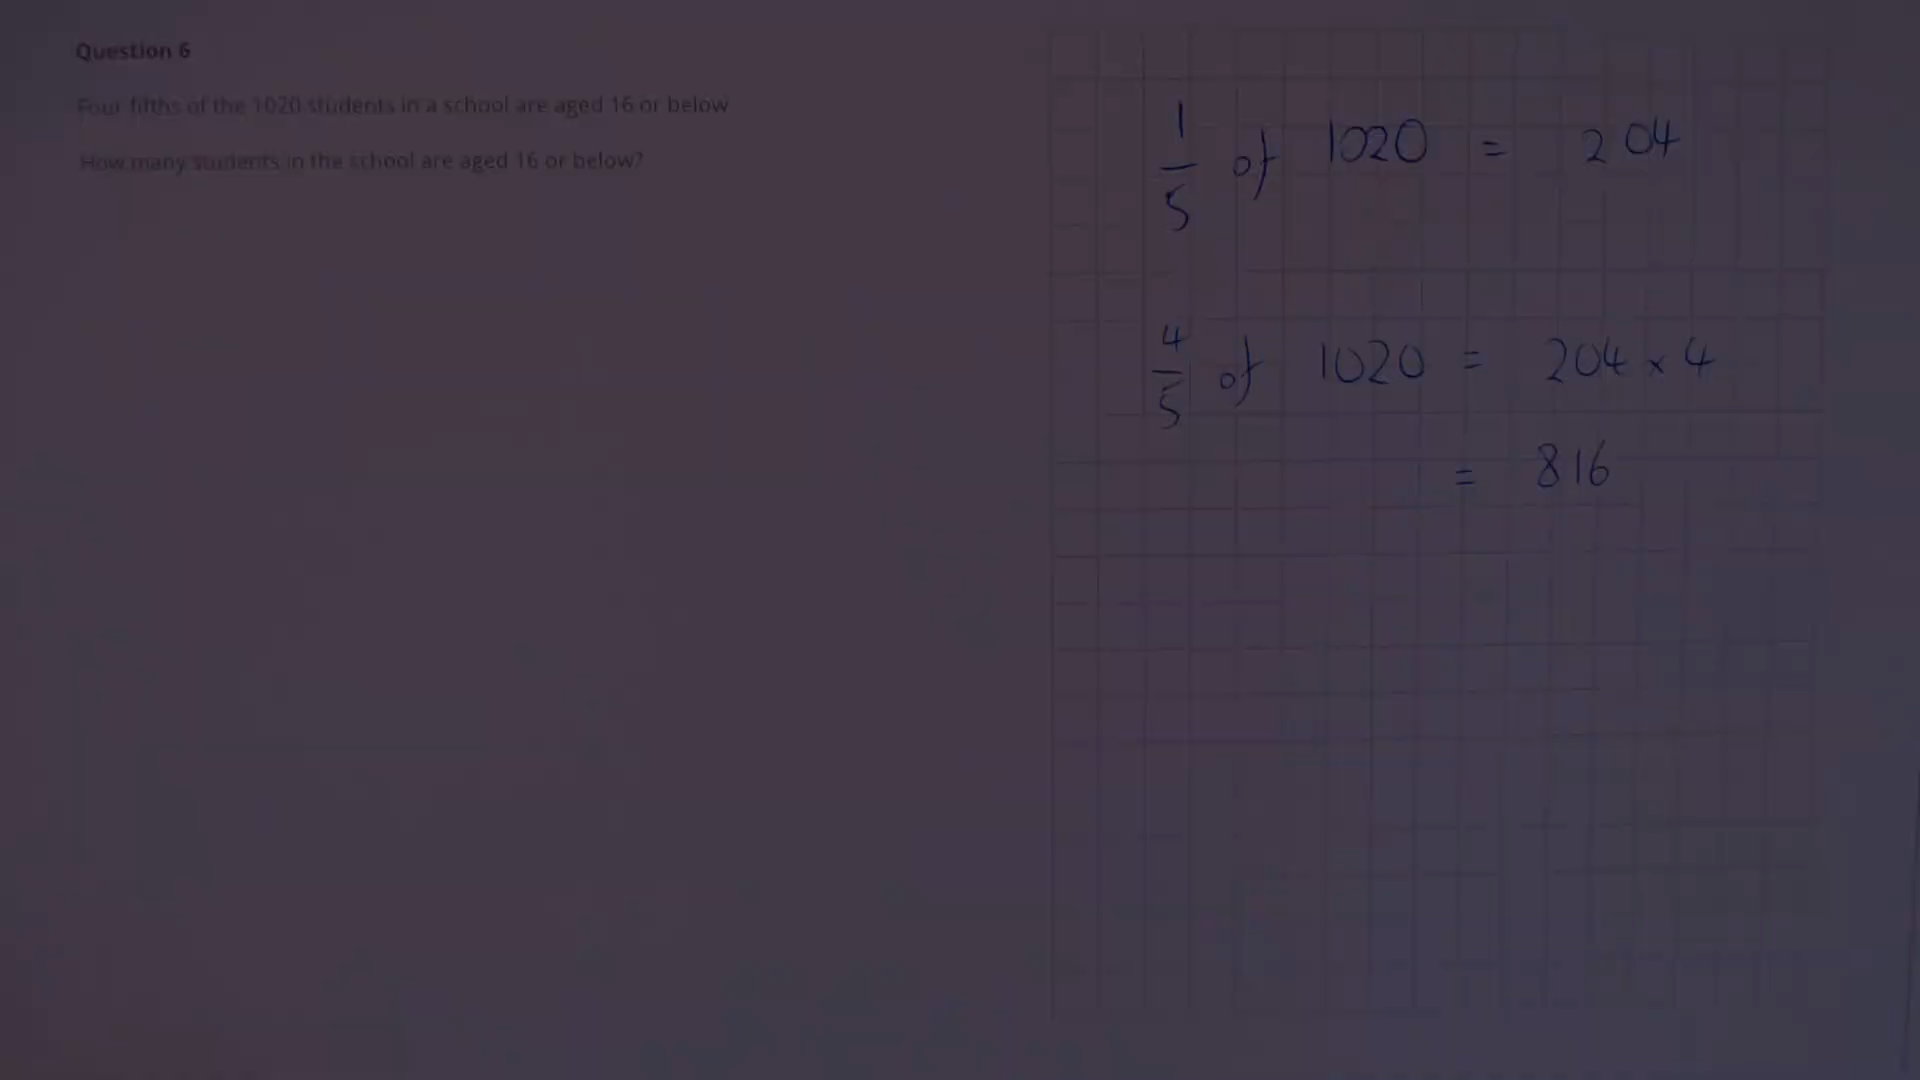 Question 6
Four fifths of the 1020 students in a school are aged 16 or below
How many students in the school are aged 16 or below?
1/5 of 1020 = 204
4/5 of 1020 = 204 × 4
= 816